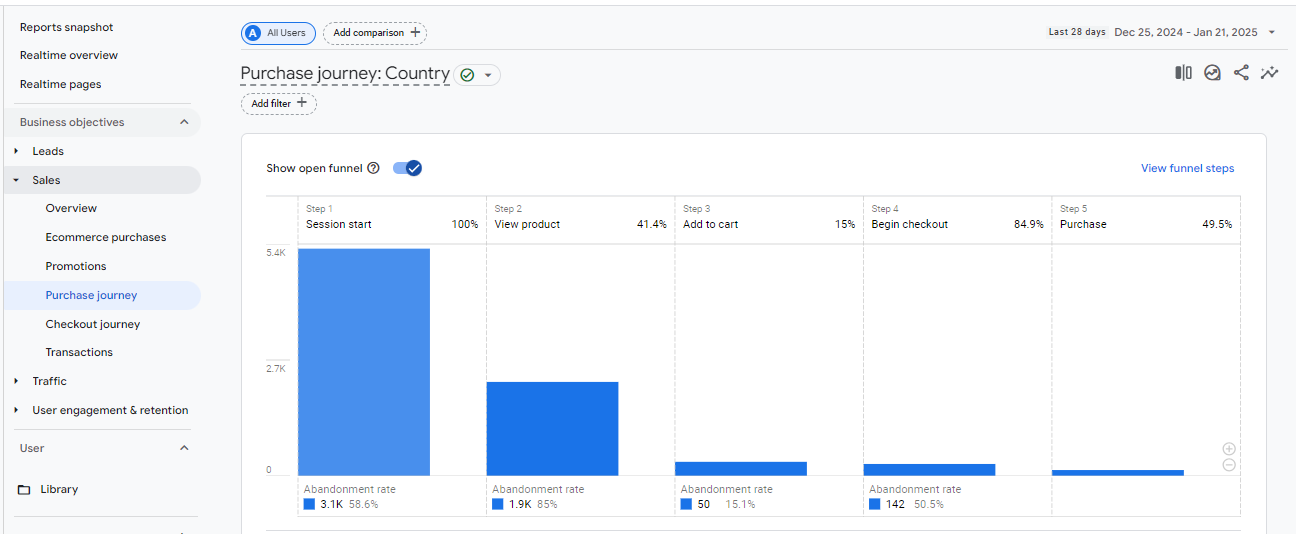 Reports snapshot
Realtime overview
Realtime pages
Business objectives
Leads
Sales
Overview
Ecommerce purchases
Promotions
Purchase journey
Checkout journey
Transactions
Traffic
User engagement & retention
User
Library
A All Users
Add comparison +
Last 28 days Dec 25, 2024 - Jan 21, 2025
Purchase journey: Country
Add filter +
Show open funnel
View funnel steps
Step 1
Session start 100%
Step 2
View product 41.4%
Step 3
Add to cart 15%
Step 4
Begin checkout 84.9%
Step 5
Purchase 49.5%
5.4K
2.7K
0
Abandonment rate
3.1K 58.6%
Abandonment rate
1.9K 85%
Abandonment rate
50 15.1%
Abandonment rate
142 50.5%